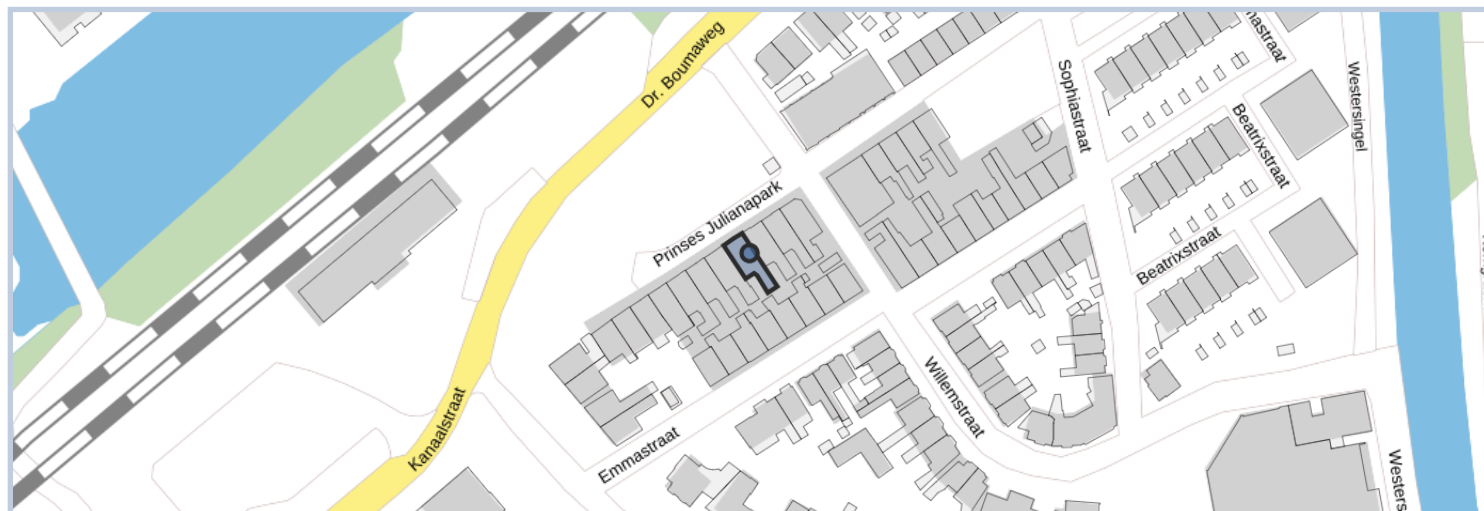 Dr. Boumaweg
Sophiastraat
Westersingel
Beatrixstraat
Prinses Julianapark
Beatrixstraat
Willemstraat
Kanaalstraat
Emmastraat